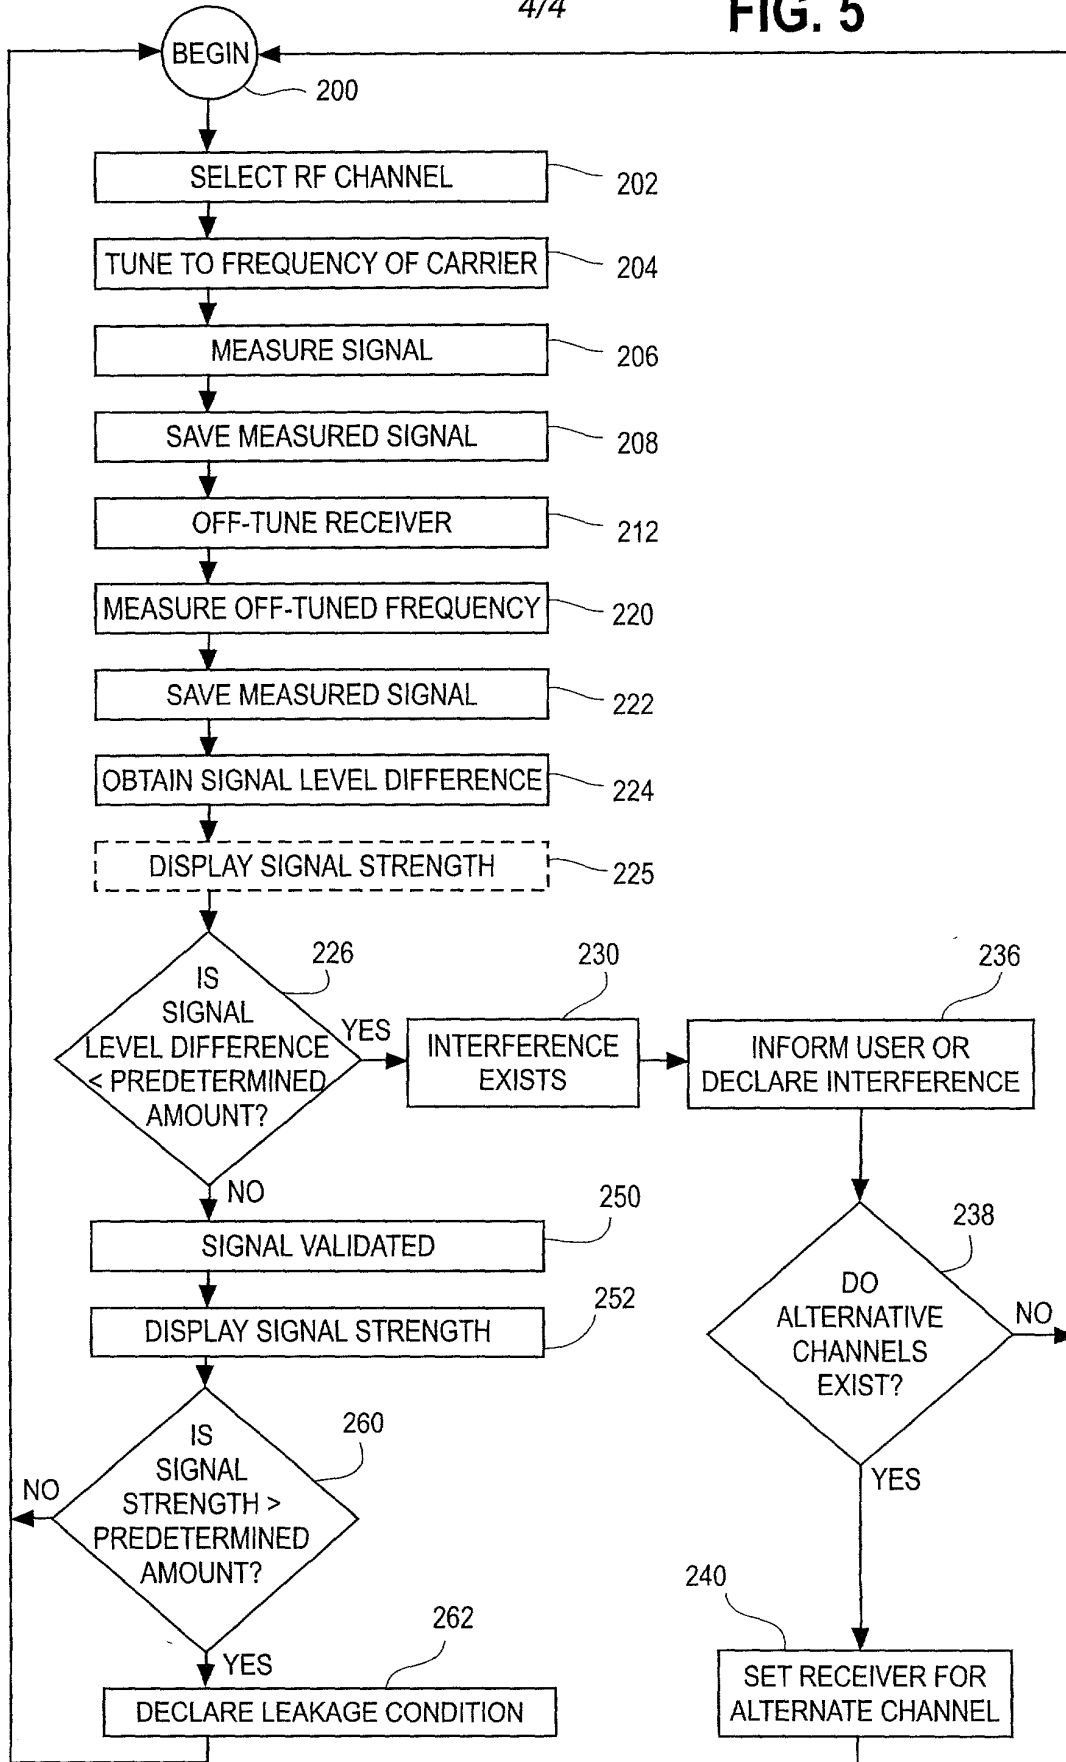 4/4
FIG. 5
BEGIN
200
SELECT RF CHANNEL
202
TUNE TO FREQUENCY OF CARRIER
204
MEASURE SIGNAL
206
SAVE MEASURED SIGNAL
208
OFF-TUNE RECEIVER
212
MEASURE OFF-TUNED FREQUENCY
220
SAVE MEASURED SIGNAL
222
OBTAIN SIGNAL LEVEL DIFFERENCE
224
DISPLAY SIGNAL STRENGTH
225
226
IS
SIGNAL
LEVEL DIFFERENCE
< PREDETERMINED
AMOUNT?
YES
230
INTERFERENCE
EXISTS
236
INFORM USER OR
DECLARE INTERFERENCE
NO
250
SIGNAL VALIDATED
252
DISPLAY SIGNAL STRENGTH
238
DO
ALTERNATIVE
CHANNELS
EXIST?
NO
YES
260
IS
SIGNAL
STRENGTH >
PREDETERMINED
AMOUNT?
NO
YES
262
DECLARE LEAKAGE CONDITION
240
SET RECEIVER FOR
ALTERNATE CHANNEL